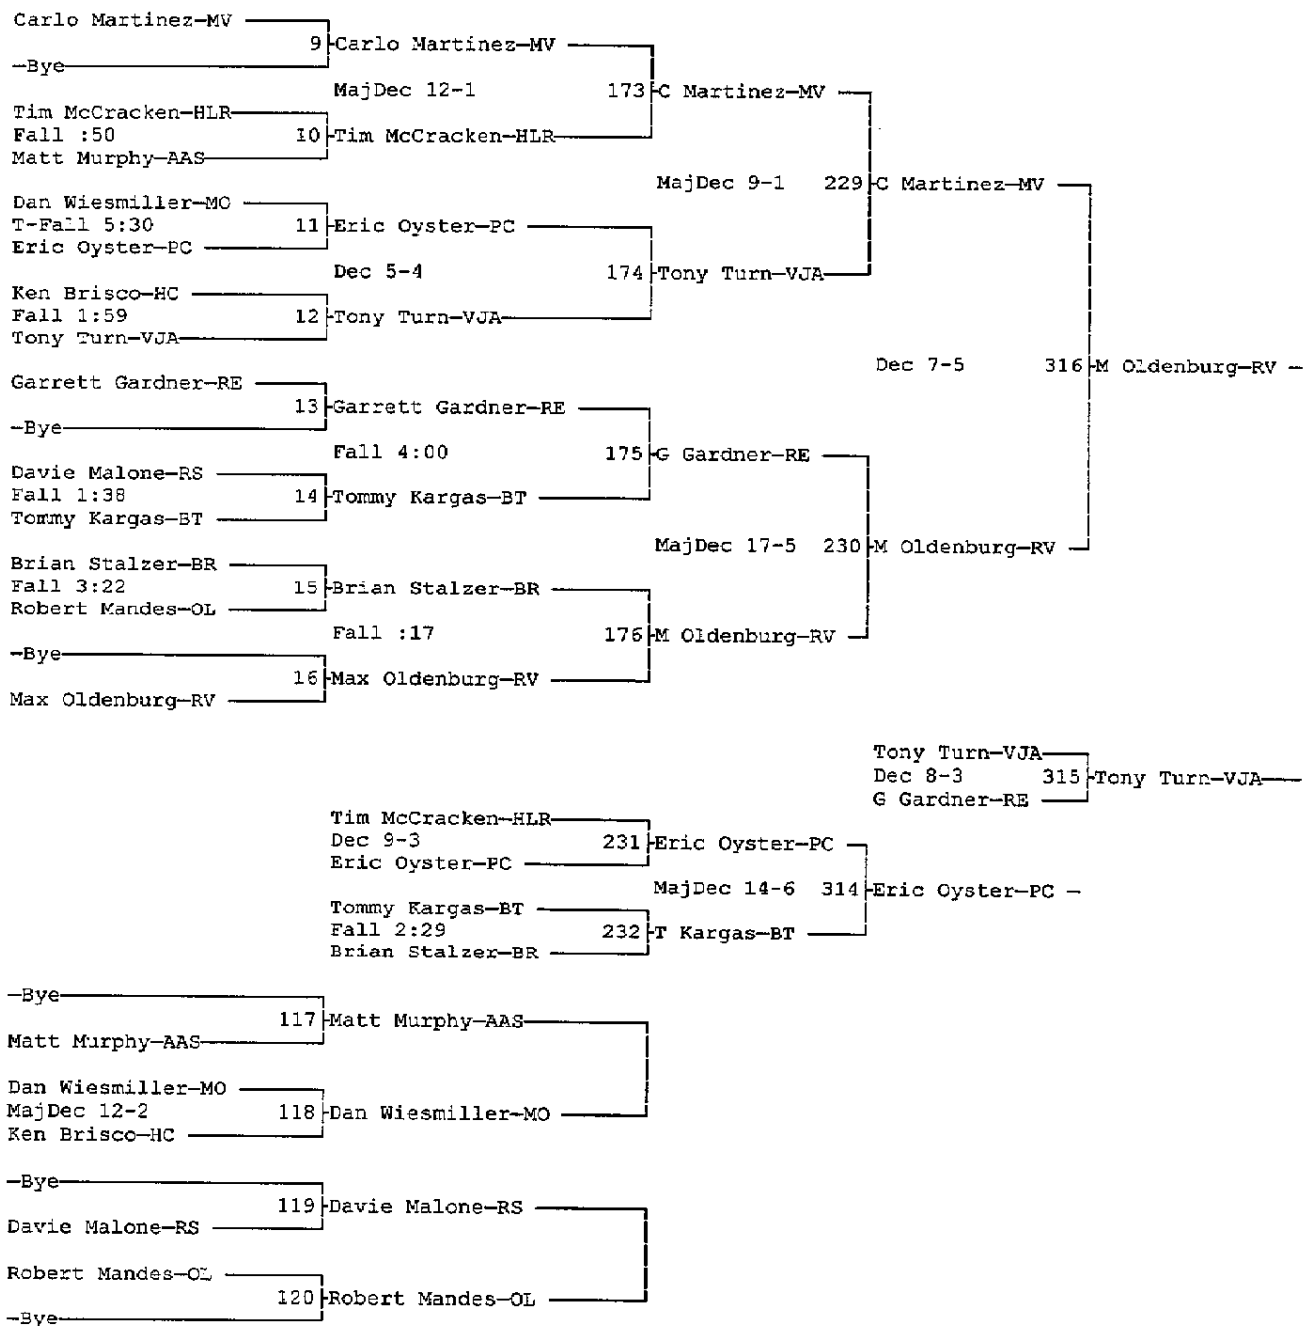 Carlo Martinez-MV
9 Carlo Martinez-MV
-Bye
MajDec 12-1 173 C Martinez-MV
Tim McCracken-HLR
Fall :50 10 Tim McCracken-HLR
Matt Murphy-AAS
MajDec 9-1 229 C Martinez-MV
Dan Wiesmiller-MO
T-Fall 5:30 11 Eric Oyster-PC
Eric Oyster-PC
Dec 5-4 174 Tony Turn-VJA
Ken Brisco-HC
Fall 1:59 12 Tony Turn-VJA
Tony Turn-VJA
Dec 7-5 316 M Oldenburg-RV
Garrett Gardner-RE
13 Garrett Gardner-RE
-Bye
Fall 4:00 175 G Gardner-RE
Davie Malone-RS
Fall 1:38 14 Tommy Kargas-BT
Tommy Kargas-BT
MajDec 17-5 230 M Oldenburg-RV
Brian Stalzer-BR
Fall 3:22 15 Brian Stalzer-BR
Robert Mandes-OL
Fall :17 176 M Oldenburg-RV
-Bye
16 Max Oldenburg-RV
Max Oldenburg-RV
Tony Turn-VJA
Dec 8-3 315 Tony Turn-VJA
G Gardner-RE
Tim McCracken-HLR
Dec 9-3 231 Eric Oyster-PC
Eric Oyster-PC
MajDec 14-6 314 Eric Oyster-PC
Tommy Kargas-BT
Fall 2:29 232 T Kargas-BT
Brian Stalzer-BR
-Bye
117 Matt Murphy-AAS
Matt Murphy-AAS
Dan Wiesmiller-MO
MajDec 12-2 118 Dan Wiesmiller-MO
Ken Brisco-HC
-Bye
119 Davie Malone-RS
Davie Malone-RS
Robert Mandes-OL
120 Robert Mandes-OL
-Bye